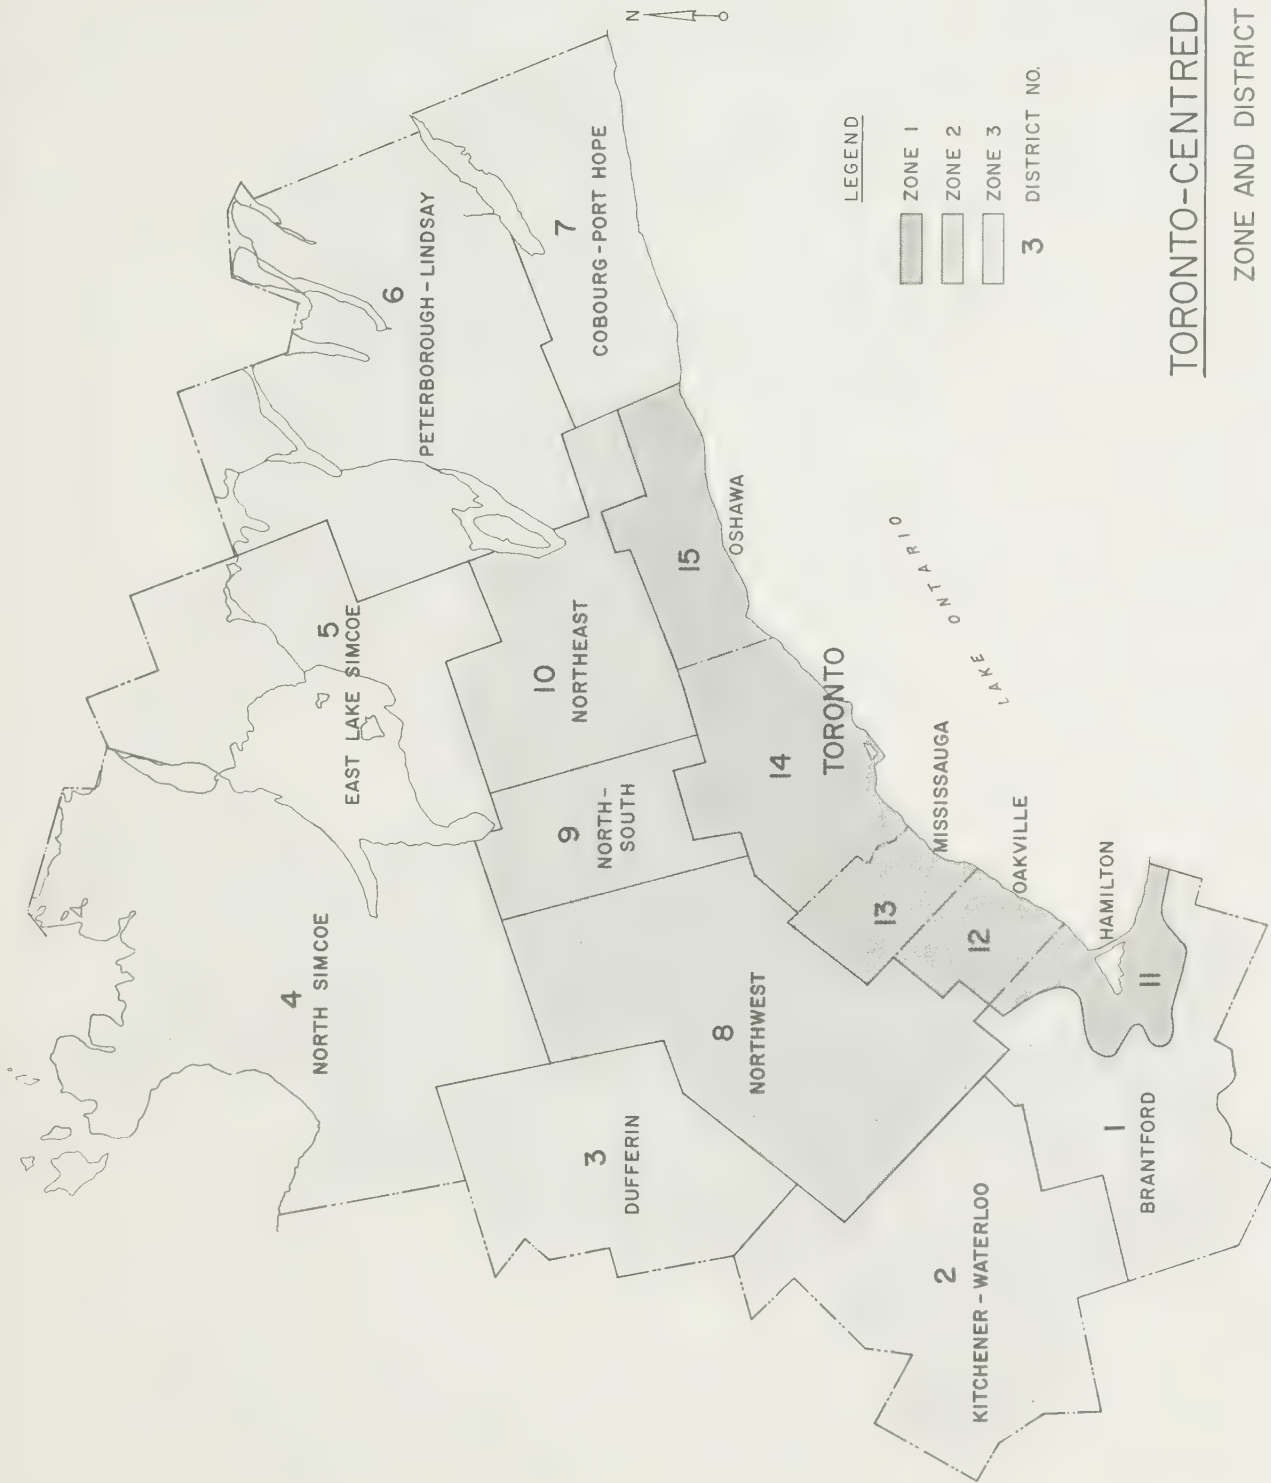 N
4
NORTH SIMCOE
5
EAST LAKE SIMCOE
6
PETERBOROUGH - LINDSAY
3
DUFFERIN
9
NORTH-
SOUTH
10
NORTHEAST
7
COBOURG - PORT HOPE
8
NORTHWEST
15
OSHAWA
14
TORONTO
13
MISSISSAUGA
12
OAKVILLE
11
HAMILTON
2
KITCHENER - WATERLOO
1
BRANTFORD
LAKE ONTARIO
LEGEND
ZONE 1
ZONE 2
ZONE 3
3 DISTRICT NO.
TORONTO-CENTRED
ZONE AND DISTRICT